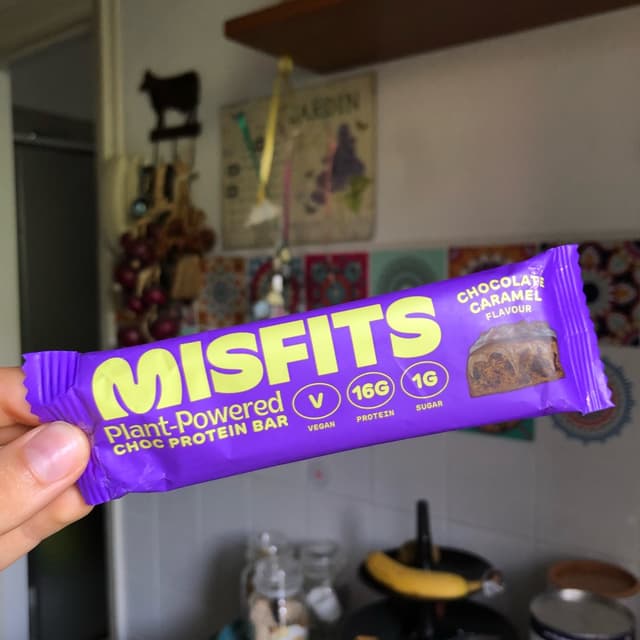 GARDEN
MISFITS
Plant-Powered
CHOC PROTEIN BAR
V
VEGAN
16G
PROTEIN
1G
SUGAR
CHOCOLATE
CARAMEL
FLAVOUR